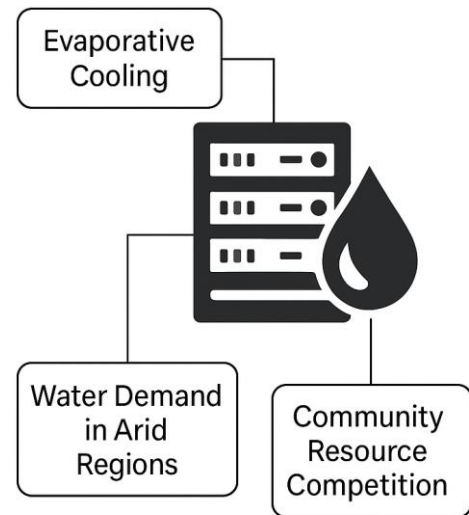 Evaporative
Cooling
Water Demand
in Arid
Regions
Community
Resource
Competition